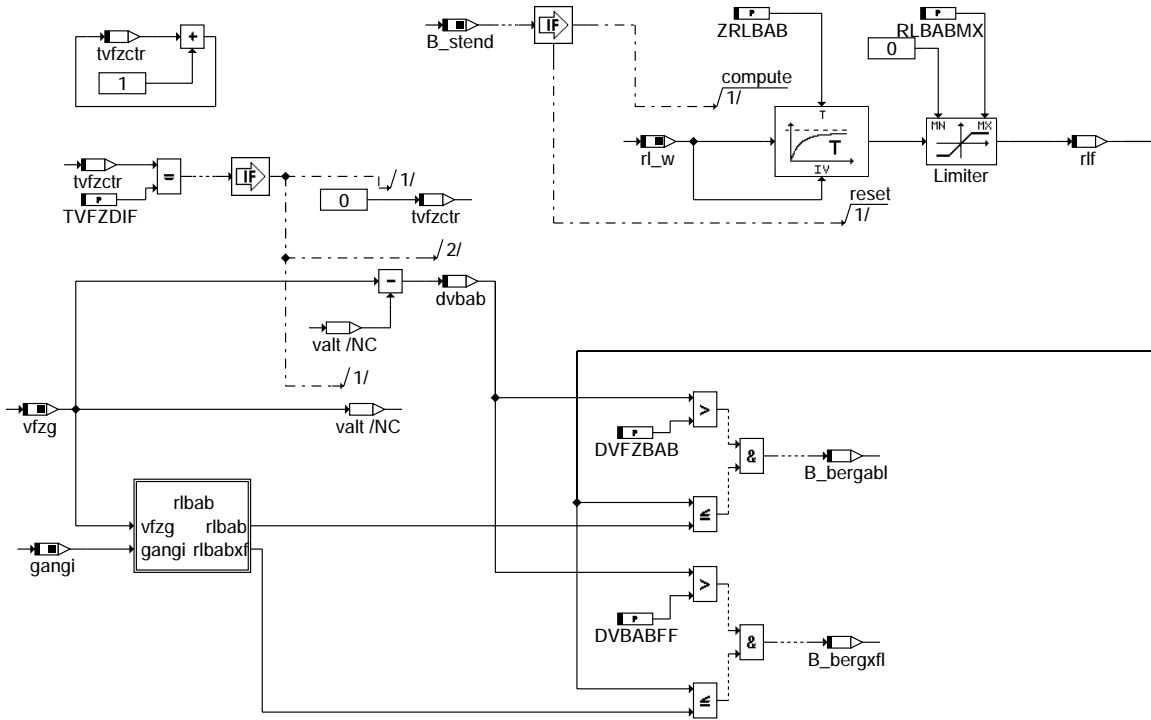 P
P
B_stend
IF
ZRLBAB
RLBABMX
tvfzctr
+
0
1
compute
1/
T
T
IV
MN
MX
rl_w
Limiter
rlf
tvfzctr
=
IF
1/
P
TVFZDIF
0
tvfzctr
reset
1/
2/
-
dvbab
valt /NC
1/
vfzg
valt /NC
>
P
DVFZBAB
&
B_bergabl
rlbab
vfzg rlbab
gangi rlbabxf
≤
gangi
>
P
DVBABFF
&
B_bergxfl
≤